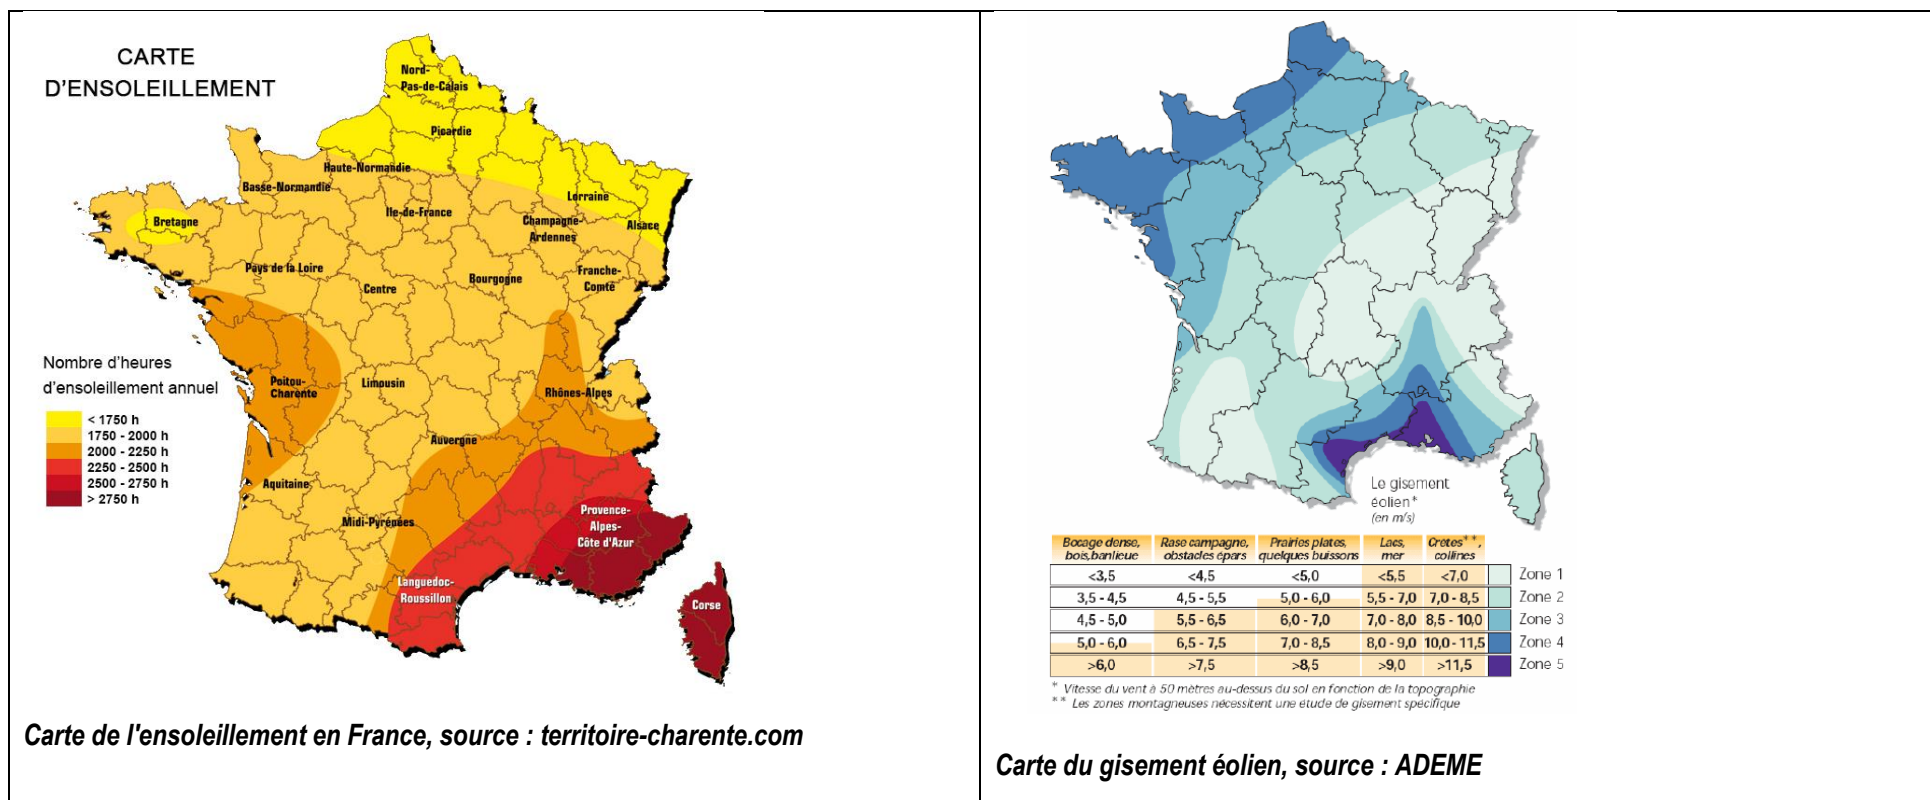 CARTE
D'ENSOLEILLEMENT
Nord-
Pas-de-Calais
Picardie
Haute-Normandie
Basse-Normandie
Ile-de-France
Lorraine
Champagne-
Ardennes
Alsace
Bretagne
Pays de la Loire
Centre
Bourgogne
Franche-
Comté
Nombre d'heures
d'ensoleillement annuel
< 1750 h
1750 - 2000 h
2000 - 2250 h
2250 - 2500 h
2500 - 2750 h
> 2750 h
Poitou-
Charente
Limousin
Rhônes-Alpes
Auvergne
Aquitaine
Midi-Pyrénées
Provence-
Alpes-
Côte d'Azur
Languedoc-
Roussillon
Corse
Carte de l'ensoleillement en France, source : territoire-charente.com
Le gisement
éolien*
(en m/s)
Bocage dense, bois,banlieue Rase campagne, obstacles épars Prairies plates, quelques buissons Lacs, mer Crètes**, collines
<3,5 <4,5 <5,0 <5,5 <7,0 Zone 1
3,5 - 4,5 4,5 - 5,5 5,0 - 6,0 5,5 - 7,0 7,0 - 8,5 Zone 2
4,5 - 5,0 5,5 - 6,5 6,0 - 7,0 7,0 - 8,0 8,5 - 10,0 Zone 3
5,0 - 6,0 6,5 - 7,5 7,0 - 8,5 8,0 - 9,0 10,0 - 11,5 Zone 4
>6,0 >7,5 >8,5 >9,0 >11,5 Zone 5
* Vitesse du vent à 50 mètres au-dessus du sol en fonction de la topographie
** Les zones montagneuses nécessitent une étude de gisement spécifique
Carte du gisement éolien, source : ADEME